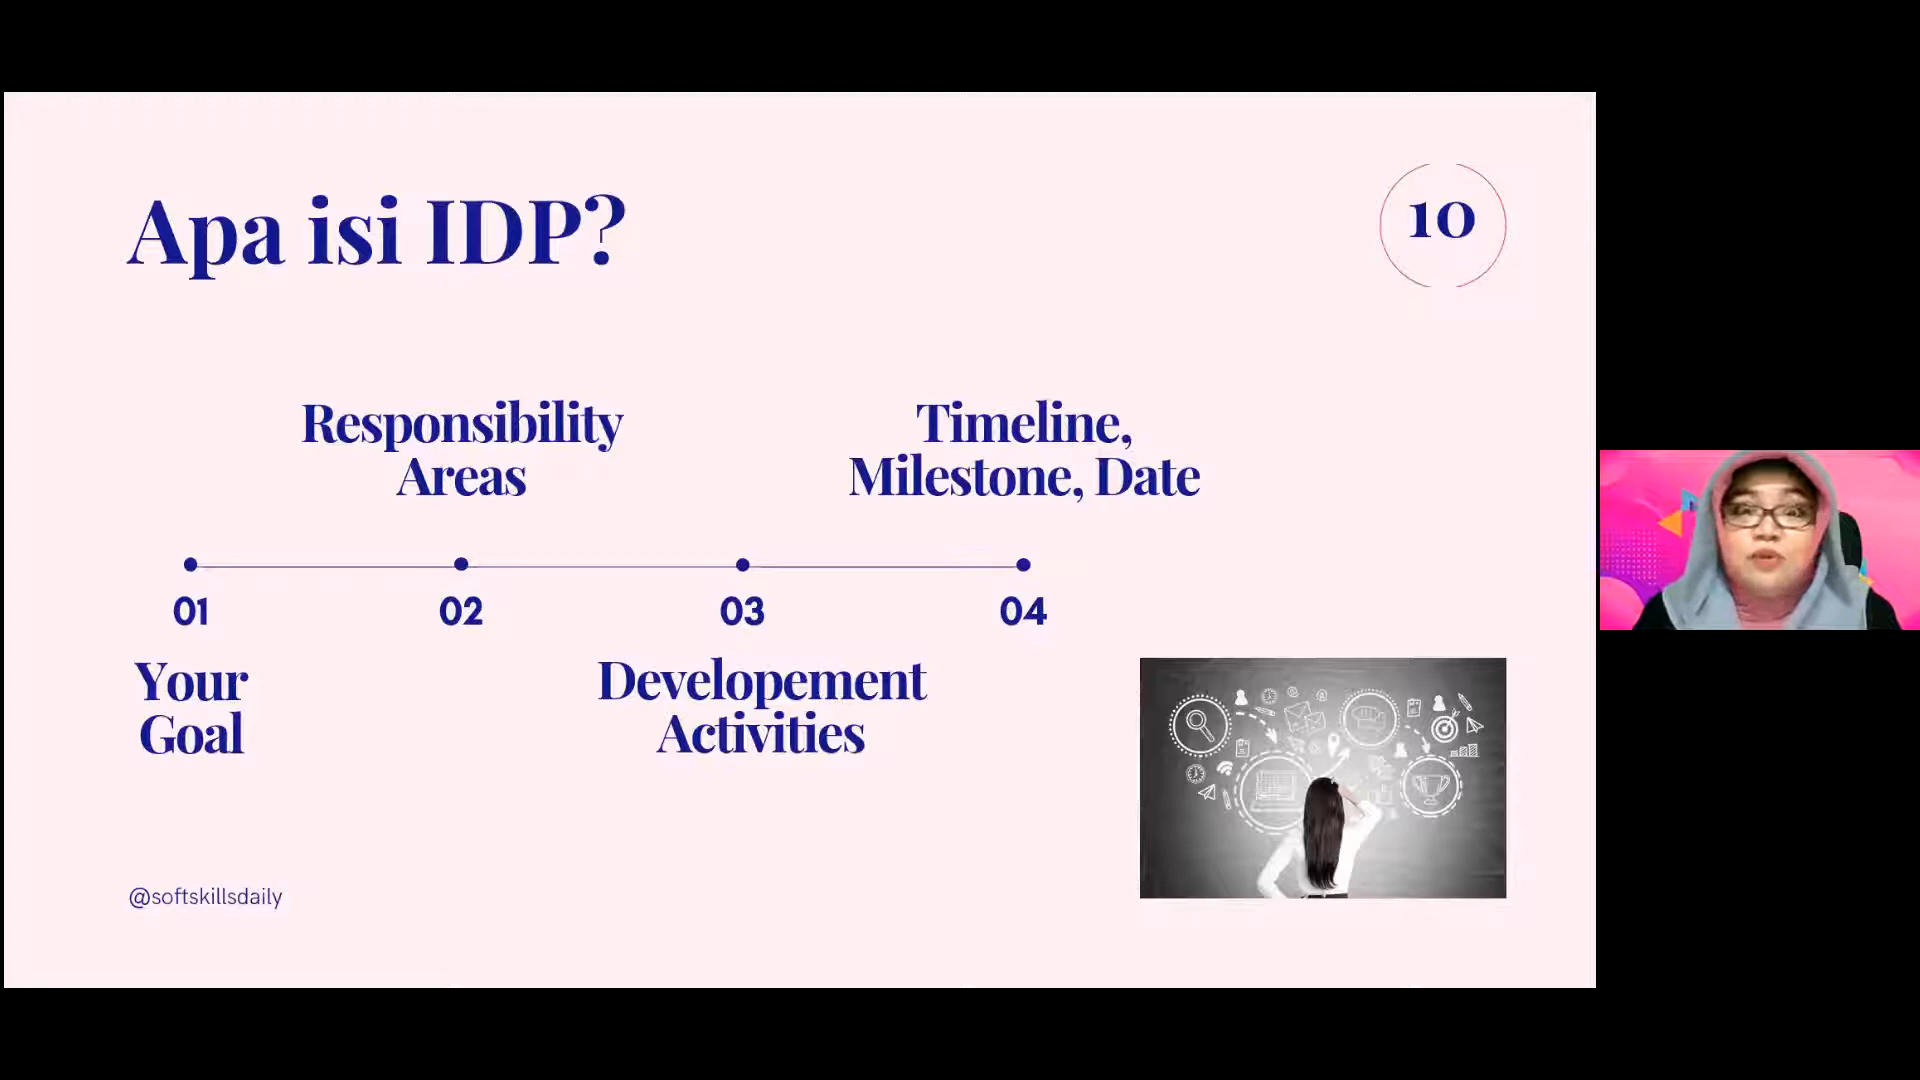 Apa isi IDP?
10
Responsibility
Areas
Timeline,
Milestone, Date
01
02
03
04
Your
Goal
Developement
Activities
@softskillsdaily